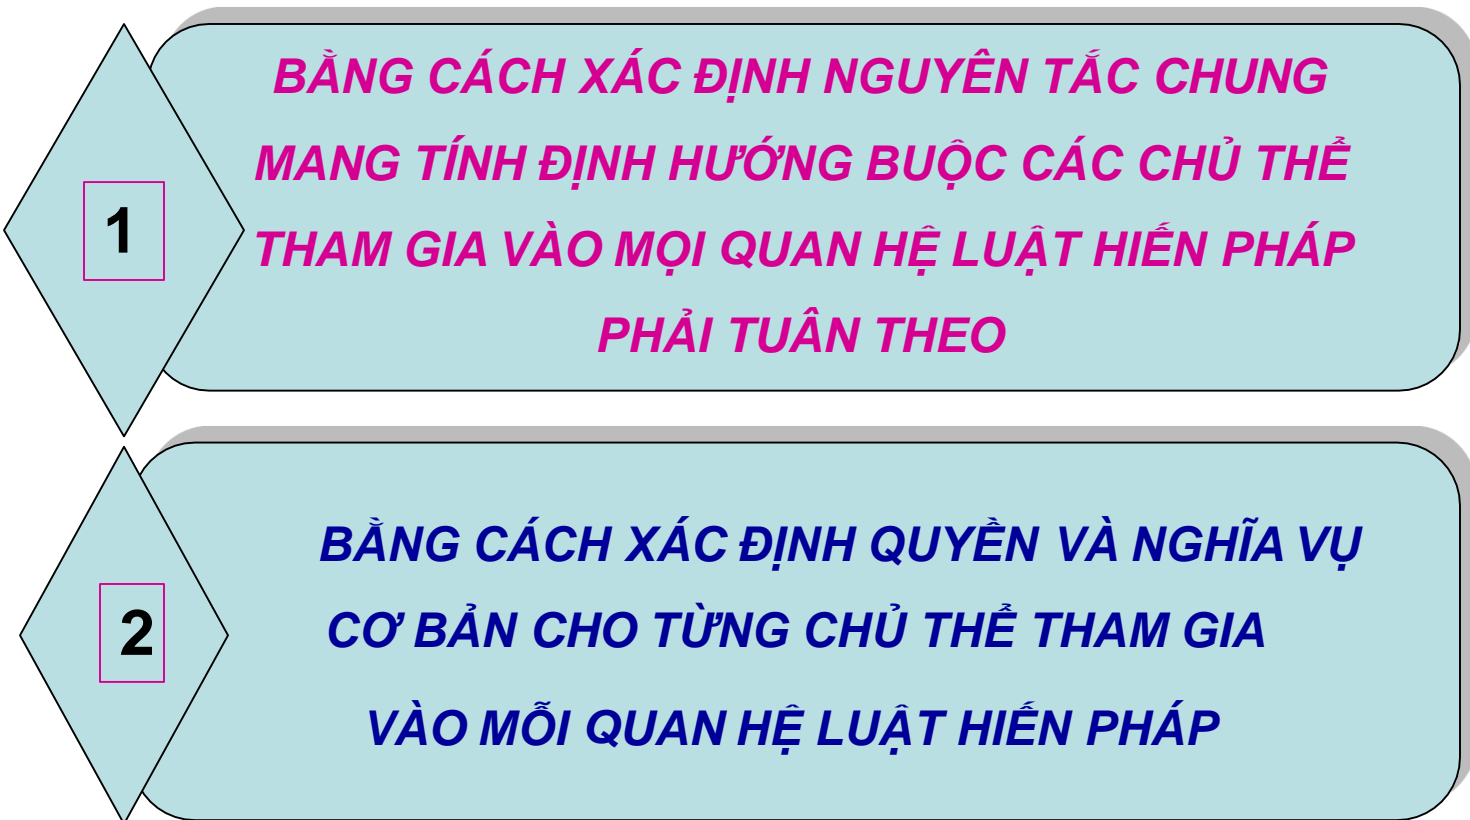 1
BẰNG CÁCH XÁC ĐỊNH NGUYÊN TẮC CHUNG
MANG TÍNH ĐỊNH HƯỚNG BUỘC CÁC CHỦ THỂ
THAM GIA VÀO MỌI QUAN HỆ LUẬT HIẾN PHÁP
PHẢI TUÂN THEO
2
BẰNG CÁCH XÁC ĐỊNH QUYỀN VÀ NGHĨA VỤ
CƠ BẢN CHO TỪNG CHỦ THỂ THAM GIA
VÀO MỖI QUAN HỆ LUẬT HIẾN PHÁP